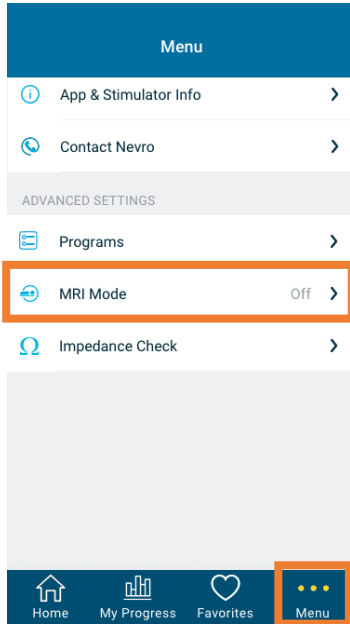 Menu
App & Stimulator Info
Contact Nevro
ADVANCED SETTINGS
Programs
MRI Mode Off
Impedance Check
Home My Progress Favorites Menu